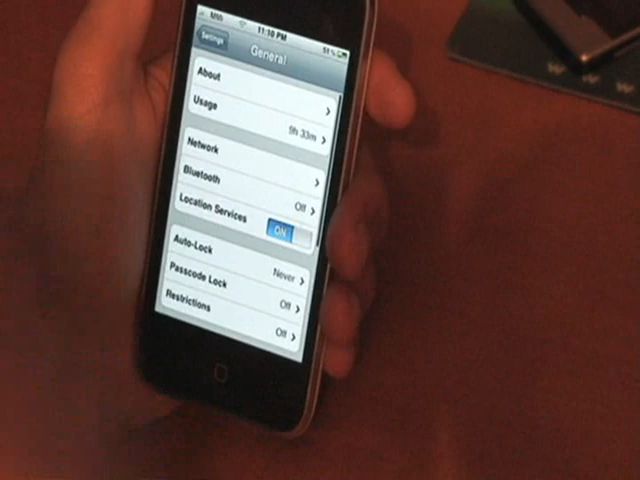 11:10 PM
51%
Settings
General
About
Usage
9h 33m
Network
Bluetooth
Off
Location Services
ON
Auto-Lock
Never
Passcode Lock
Off
Restrictions
Off